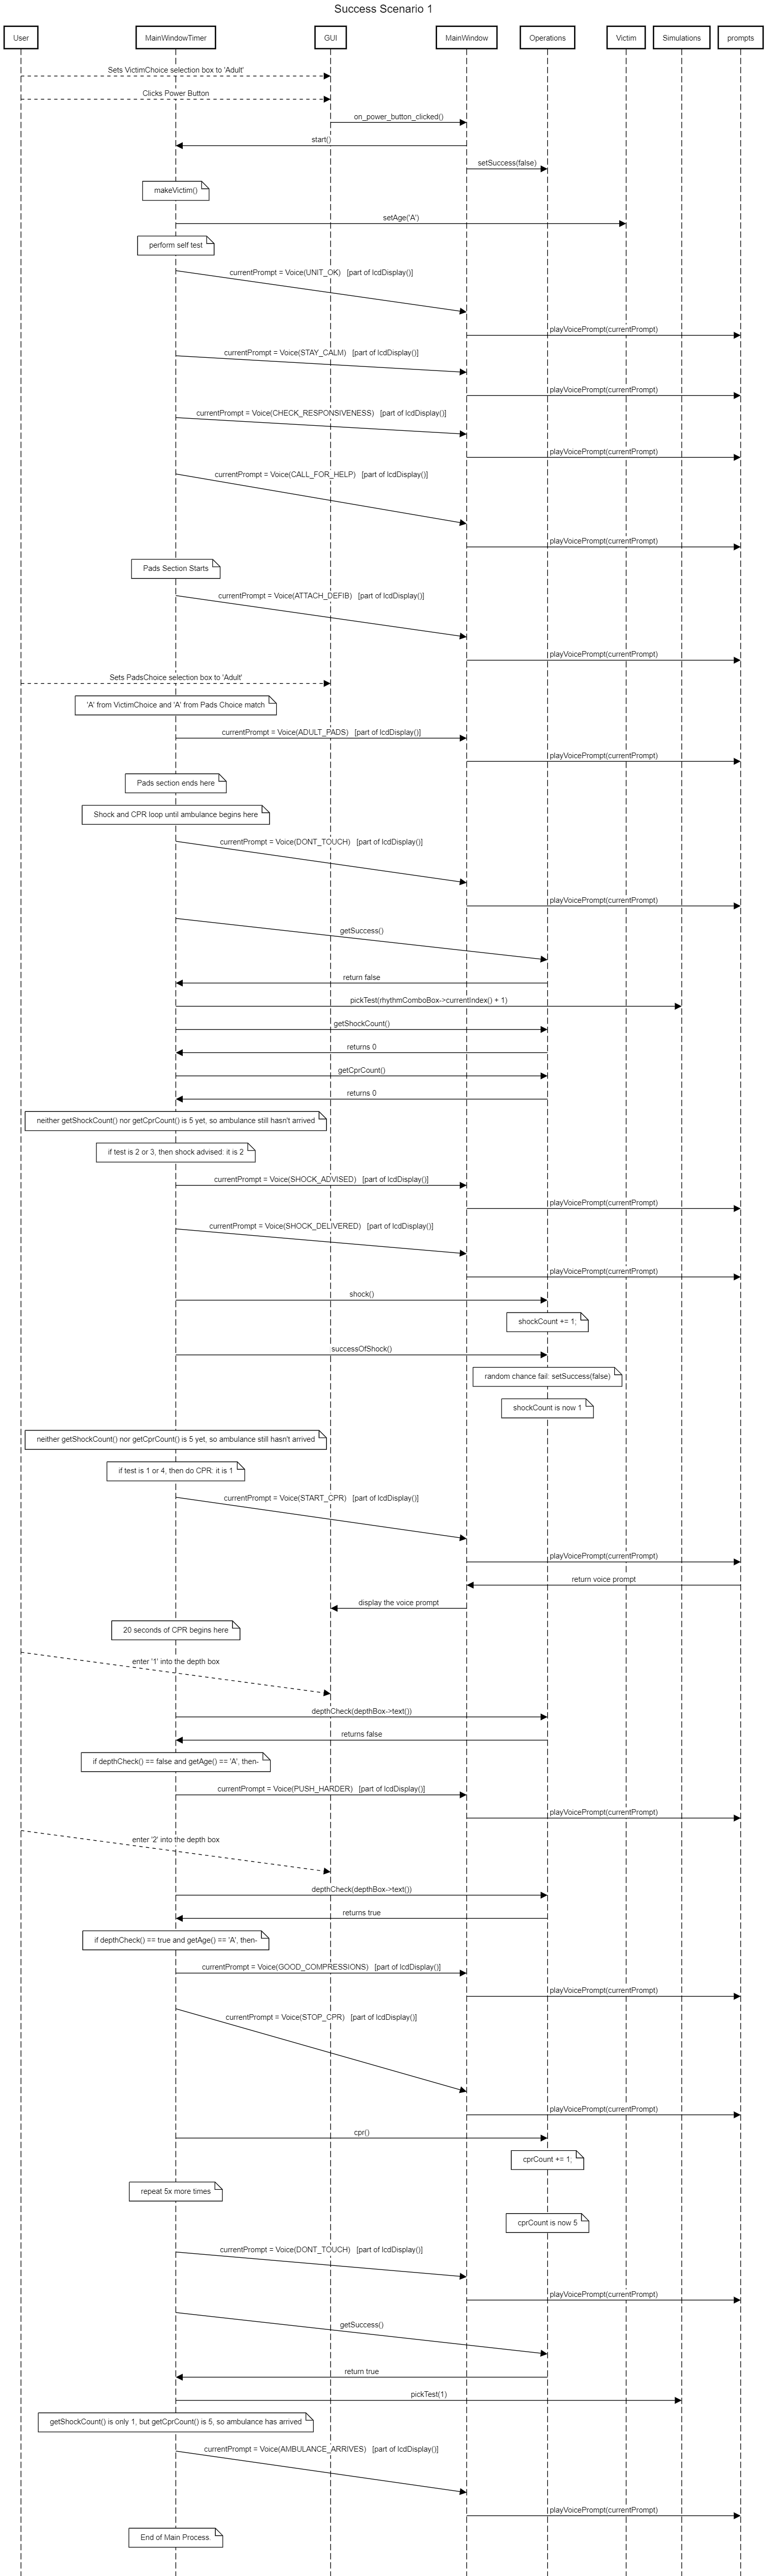 Success Scenario 1
User
MainWindowTimer
GUI
MainWindow
Operations
Victim
Simulations
prompts
Sets VictimChoice selection box to 'Adult'
Clicks Power Button
on_power_button_clicked()
start()
setSuccess(false)
makeVictim()
setAge('A')
perform self test
currentPrompt = Voice(UNIT_OK) [part of lcdDisplay()]
playVoicePrompt(currentPrompt)
currentPrompt = Voice(STAY_CALM) [part of lcdDisplay()]
playVoicePrompt(currentPrompt)
currentPrompt = Voice(CHECK_RESPONSIVENESS) [part of lcdDisplay()]
playVoicePrompt(currentPrompt)
currentPrompt = Voice(CALL_FOR_HELP) [part of lcdDisplay()]
playVoicePrompt(currentPrompt)
Pads Section Starts
currentPrompt = Voice(ATTACH_DEFIB) [part of lcdDisplay()]
playVoicePrompt(currentPrompt)
Sets PadsChoice selection box to 'Adult'
'A' from VictimChoice and 'A' from Pads Choice match
currentPrompt = Voice(ADULT_PADS) [part of lcdDisplay()]
playVoicePrompt(currentPrompt)
Pads section ends here
Shock and CPR loop until ambulance begins here
currentPrompt = Voice(DONT_TOUCH) [part of lcdDisplay()]
playVoicePrompt(currentPrompt)
getSuccess()
return false
pickTest(rhythmComboBox->currentIndex() + 1)
getShockCount()
returns 0
getCprCount()
returns 0
neither getShockCount() nor getCprCount() is 5 yet, so ambulance still hasn't arrived
if test is 2 or 3, then shock advised: it is 2
currentPrompt = Voice(SHOCK_ADVISED) [part of lcdDisplay()]
playVoicePrompt(currentPrompt)
currentPrompt = Voice(SHOCK_DELIVERED) [part of lcdDisplay()]
playVoicePrompt(currentPrompt)
shock()
shockCount += 1;
successOfShock()
random chance fail: setSuccess(false)
shockCount is now 1
neither getShockCount() nor getCprCount() is 5 yet, so ambulance still hasn't arrived
if test is 1 or 4, then do CPR: it is 1
currentPrompt = Voice(START_CPR) [part of lcdDisplay()]
playVoicePrompt(currentPrompt)
return voice prompt
display the voice prompt
20 seconds of CPR begins here
enter '1' into the depth box
depthCheck(depthBox->text())
returns false
if depthCheck() == false and getAge() == 'A', then-
currentPrompt = Voice(PUSH_HARDER) [part of lcdDisplay()]
playVoicePrompt(currentPrompt)
enter '2' into the depth box
depthCheck(depthBox->text())
returns true
if depthCheck() == true and getAge() == 'A', then-
currentPrompt = Voice(GOOD_COMPRESSIONS) [part of lcdDisplay()]
playVoicePrompt(currentPrompt)
currentPrompt = Voice(STOP_CPR) [part of lcdDisplay()]
playVoicePrompt(currentPrompt)
cpr()
cprCount += 1;
repeat 5x more times
cprCount is now 5
currentPrompt = Voice(DONT_TOUCH) [part of lcdDisplay()]
playVoicePrompt(currentPrompt)
getSuccess()
return true
pickTest(1)
getShockCount() is only 1, but getCprCount() is 5, so ambulance has arrived
currentPrompt = Voice(AMBULANCE_ARRIVES) [part of lcdDisplay()]
playVoicePrompt(currentPrompt)
End of Main Process.